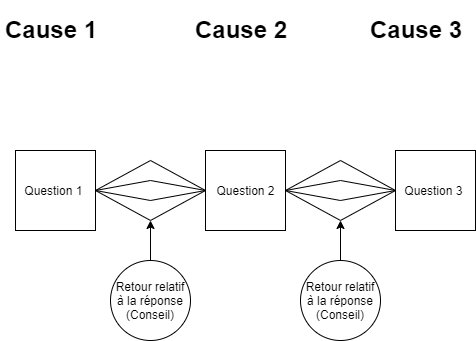 Cause 1
Cause 2
Cause 3
Question 1
Question 2
Question 3
Retour relatif
à la réponse
(Conseil)
Retour relatif
à la réponse
(Conseil)